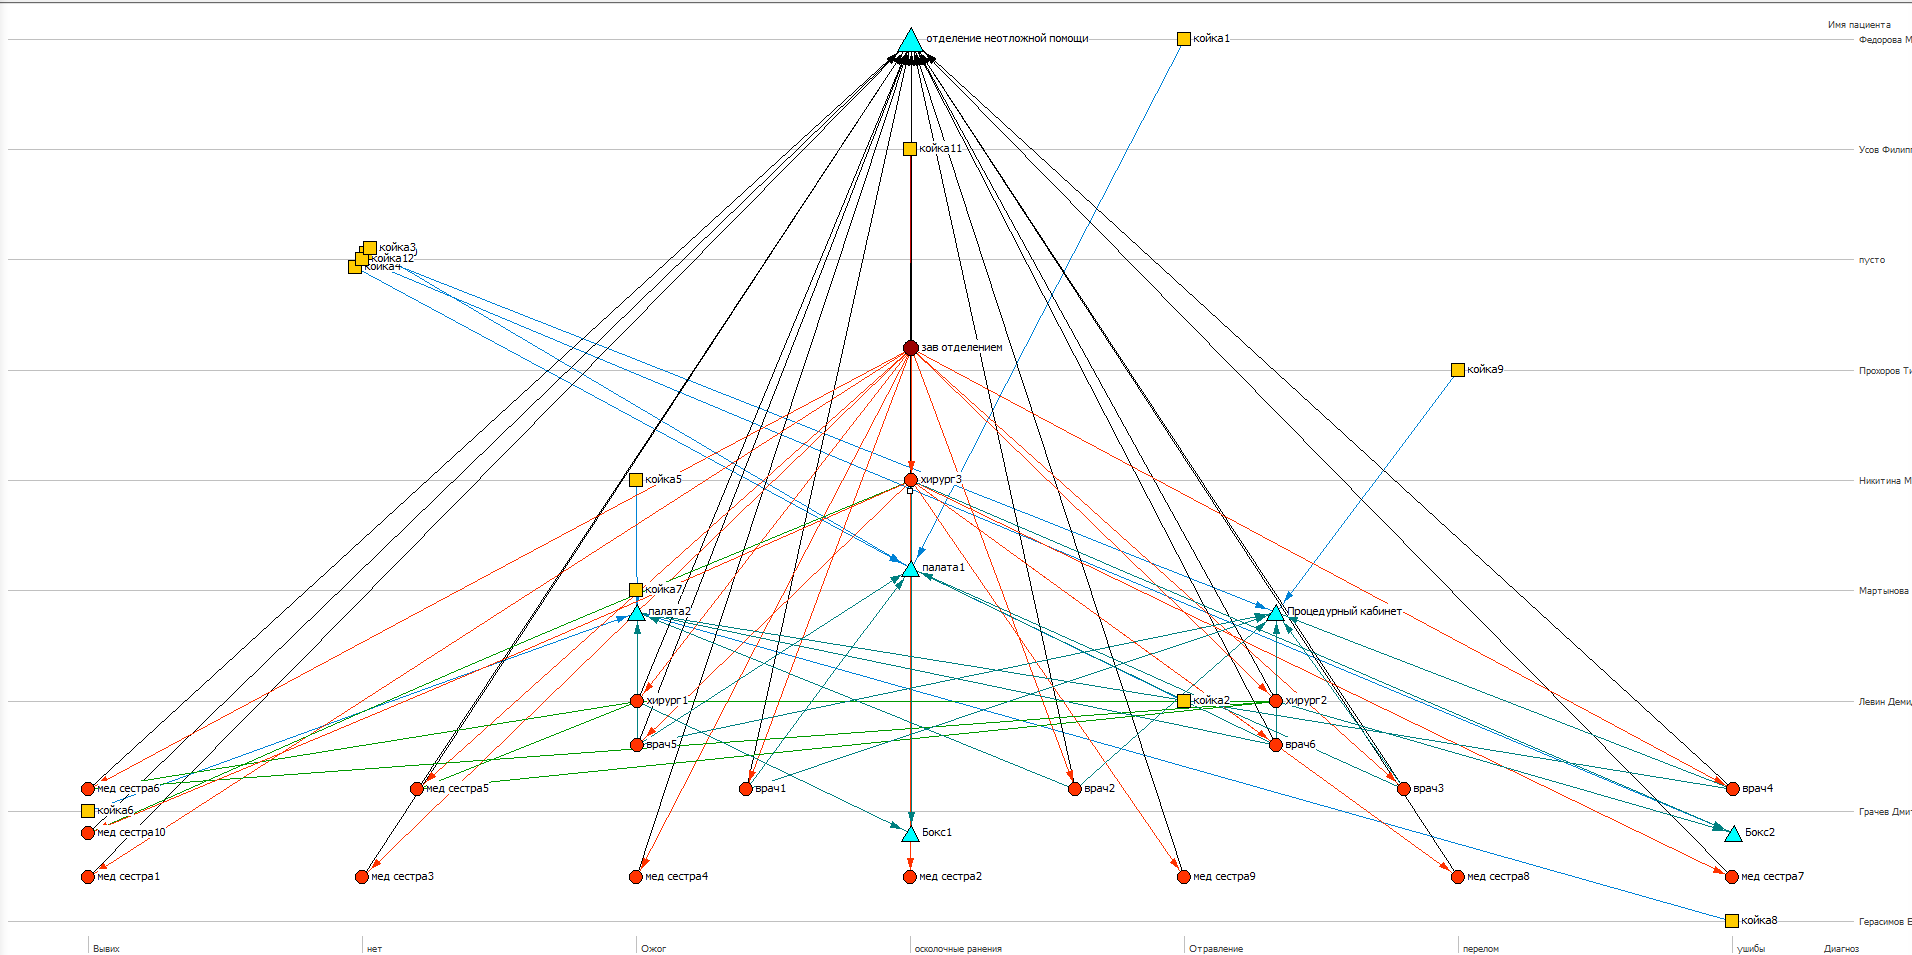 Имя пациента
отделение неотложной помощи
койка1
Федорова М
койка11
Усов Филип
койка3
койка12
койка4
пусто
зав отделением
койка9
Прохоров Ти
койка5
хирург3
Никитина М
палата1
койка7
Мартынова
палата2
Процедурный кабинет
хирург1
койка2
хирург2
Левин Деми
врач5
врач6
мед сестра6
мед сестра5
врач1
врач2
врач3
врач4
койка6
Грачев Дми
мед сестра10
Бокс1
Бокс2
мед сестра1
мед сестра3
мед сестра4
мед сестра2
мед сестра9
мед сестра8
мед сестра7
койка8
Герасимов Е
Вывих
нет
Ожог
осколочные ранения
Отравление
перелом
ушибы
Диагноз